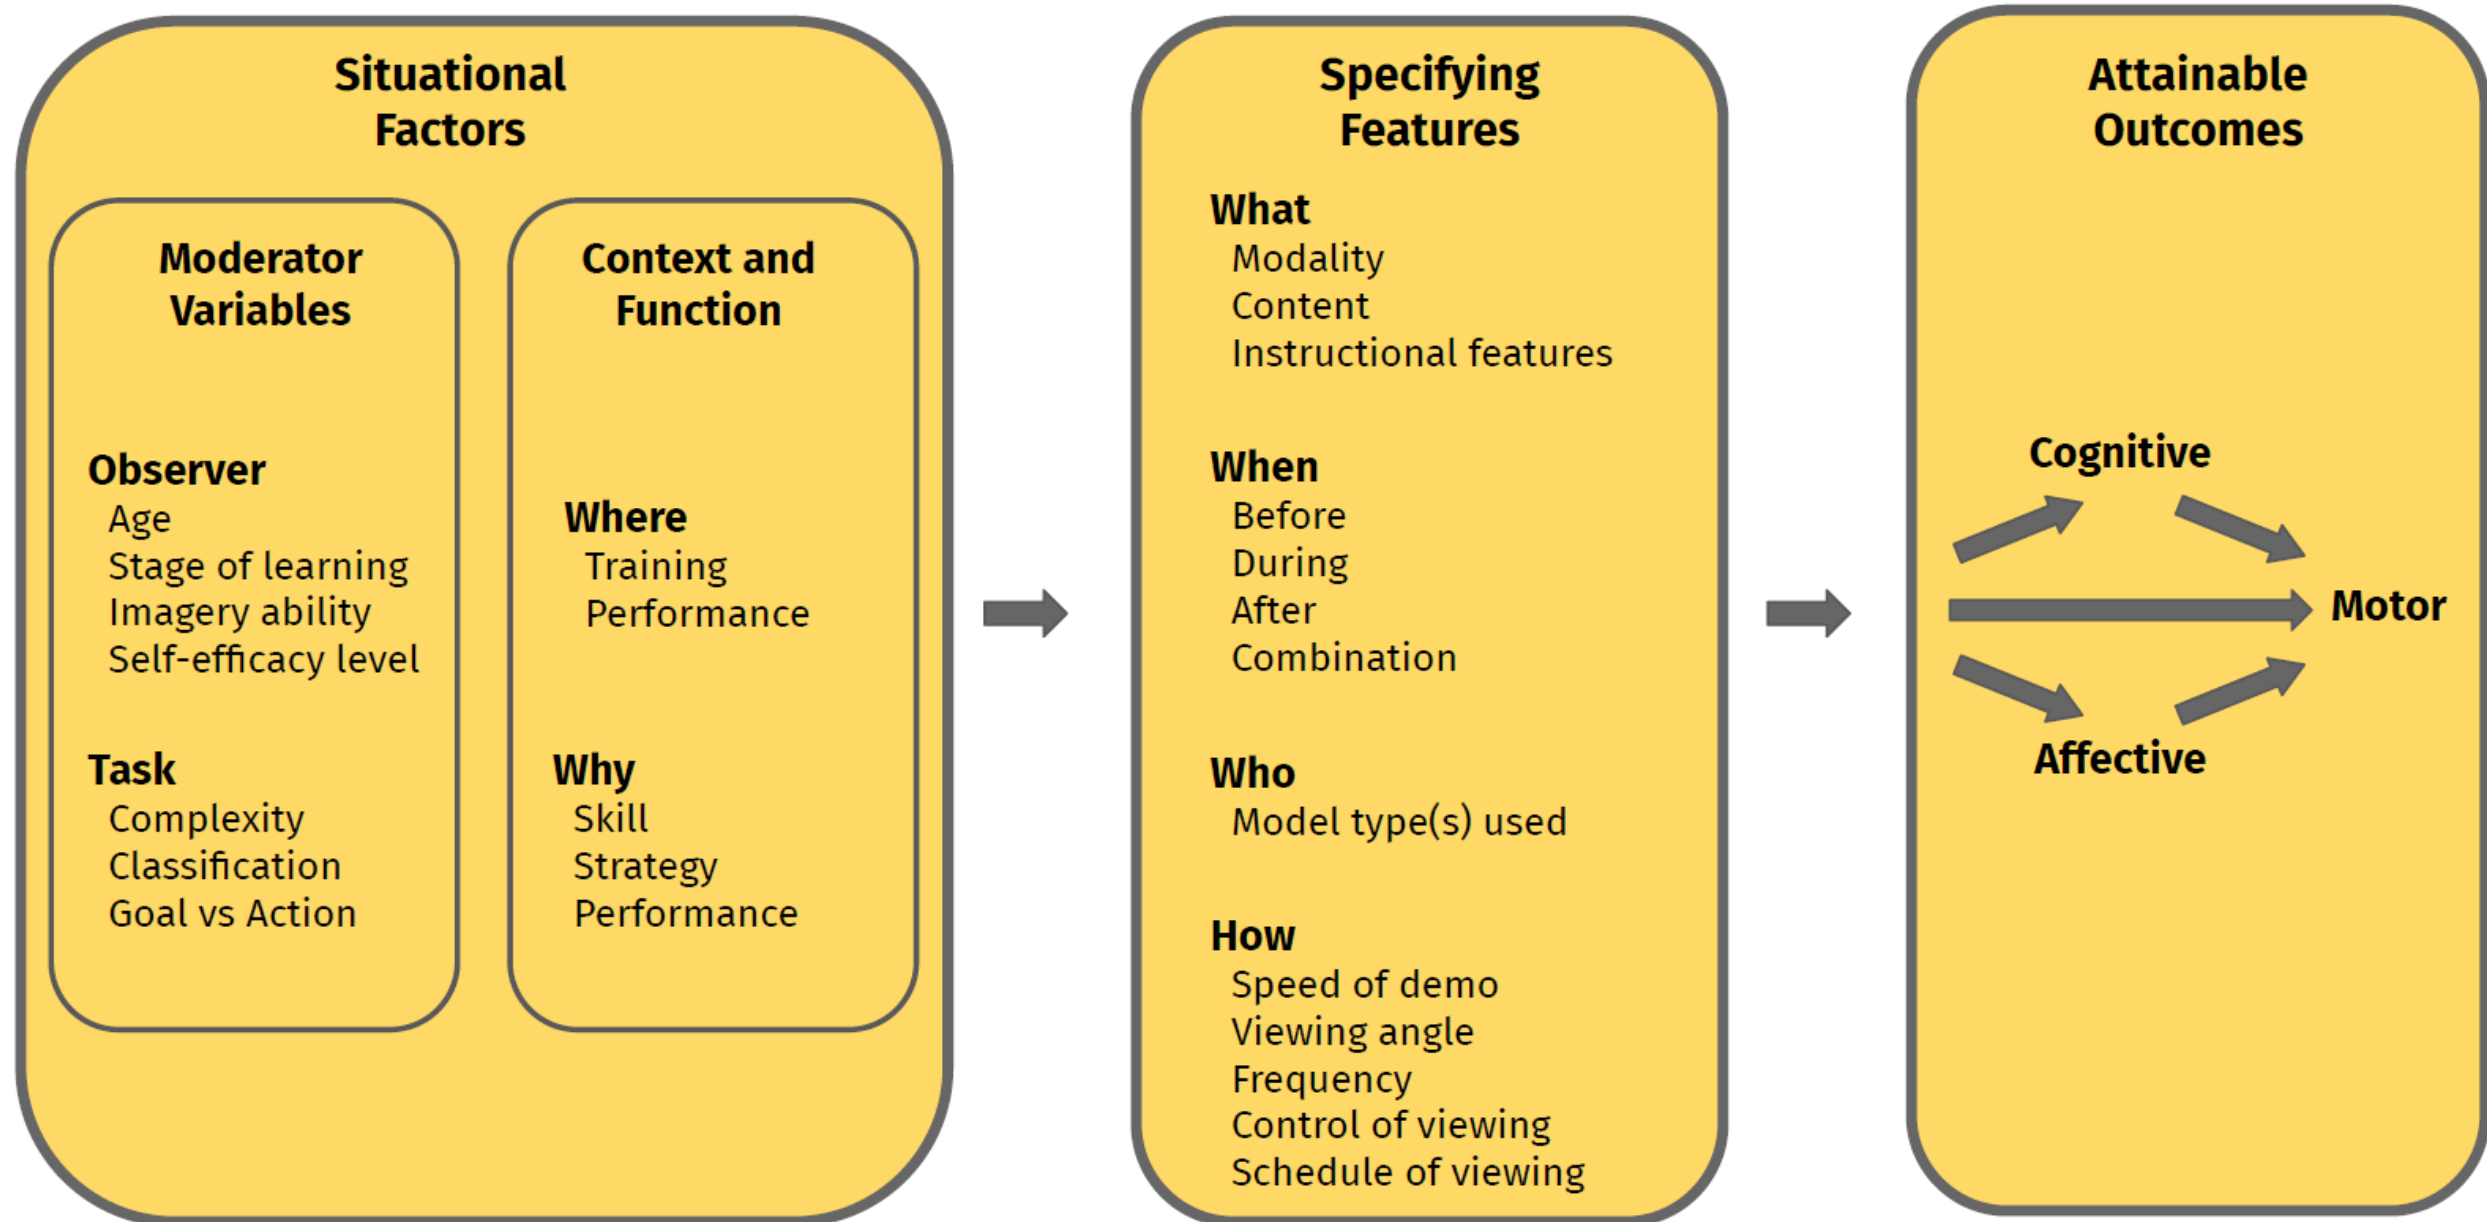 Situational
Factors
Moderator
Variables
Observer
Age
Stage of learning
Imagery ability
Self-efficacy level
Task
Complexity
Classification
Goal vs Action
Context and
Function
Where
Training
Performance
Why
Skill
Strategy
Performance
Specifying
Features
What
Modality
Content
Instructional features
When
Before
During
After
Combination
Who
Model type(s) used
How
Speed of demo
Viewing angle
Frequency
Control of viewing
Schedule of viewing
Attainable
Outcomes
Cognitive
Motor
Affective